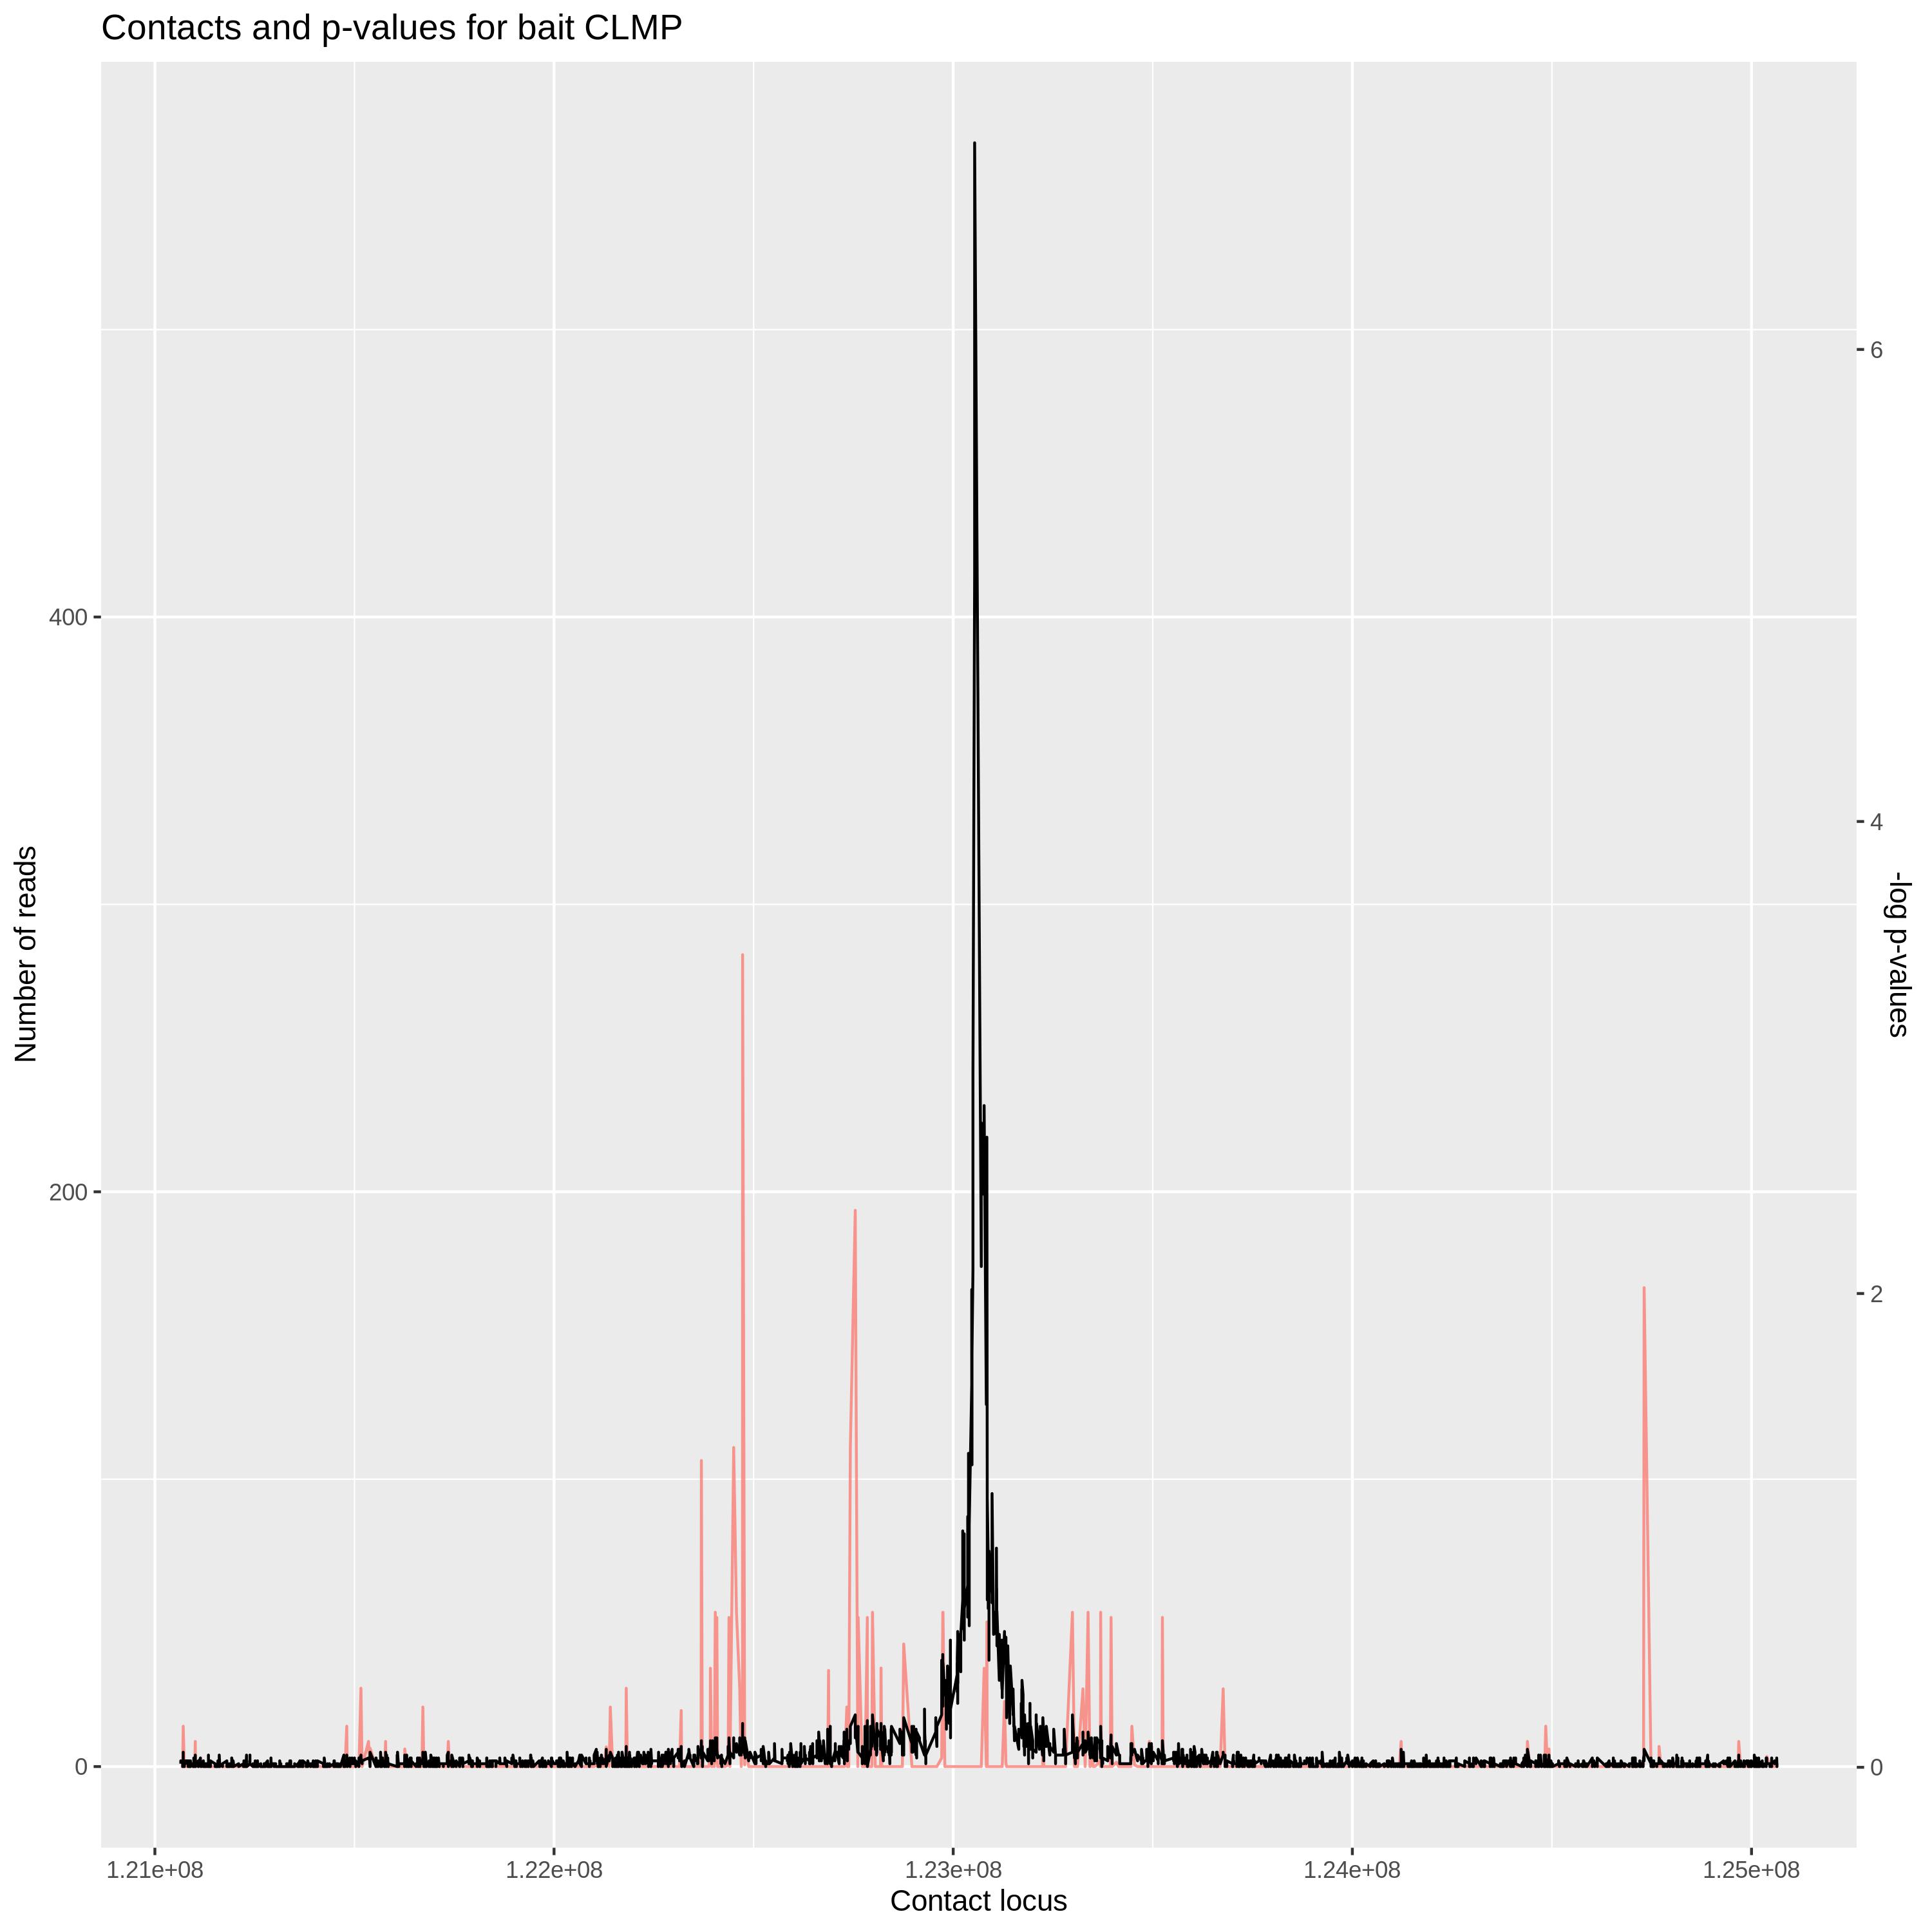 Contacts and p-values for bait CLMP
Number of reads
400
200
0
6
4
2
0
-log p-values
1.21e+08
1.22e+08
1.23e+08
1.24e+08
1.25e+08
Contact locus